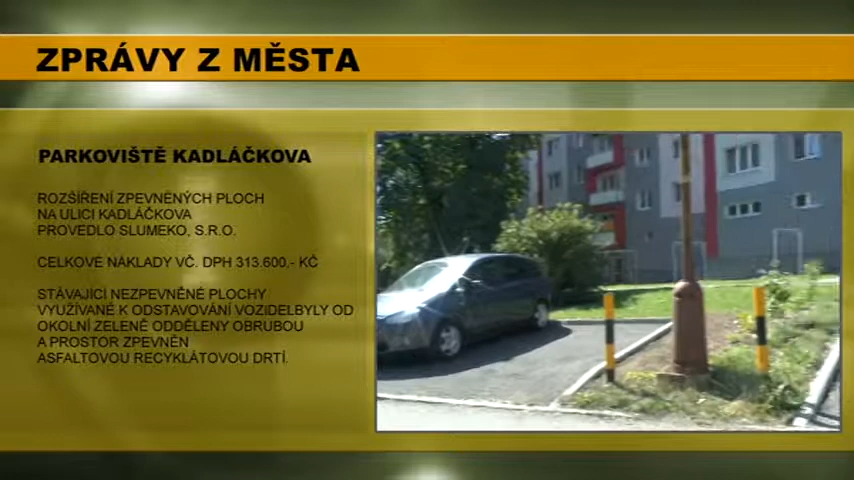 ZPRÁVY Z MĚSTA
PARKOVIŠTĚ KADLÁČKOVA
ROZŠÍŘENÍ ZPEVNĚNÝCH PLOCH
NA ULICI KADLÁČKOVA
PROVEDLO SLUMEKO, S.R.O.
CELKOVÉ NÁKLADY VČ. DPH 313.600,- KČ
STÁVAJÍCÍ NEZPEVNĚNÉ PLOCHY
VYUŽÍVANÉ K ODSTAVOVÁNÍ VOZIDELBYLY OD
OKOLNÍ ZELENĚ ODDĚLENY OBRUBOU
A PROSTOR ZPEVNĚN
ASFALTOVOU RECYKLÁTOVOU DRTÍ.